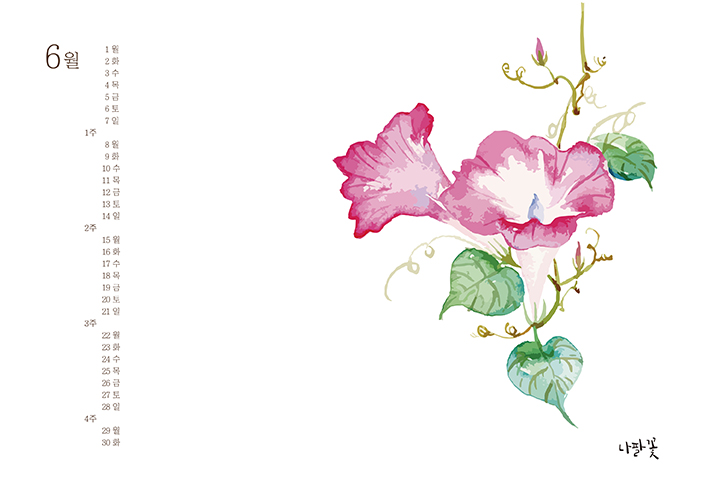 6월
1 월
2 화
3 수
4 목
5 금
6 토
7 일
1주
8 월
9 화
10 수
11 목
12 금
13 토
14 일
2주
15 월
16 화
17 수
18 목
19 금
20 토
21 일
3주
22 월
23 화
24 수
25 목
26 금
27 토
28 일
4주
29 월
30 화
나팔꽃